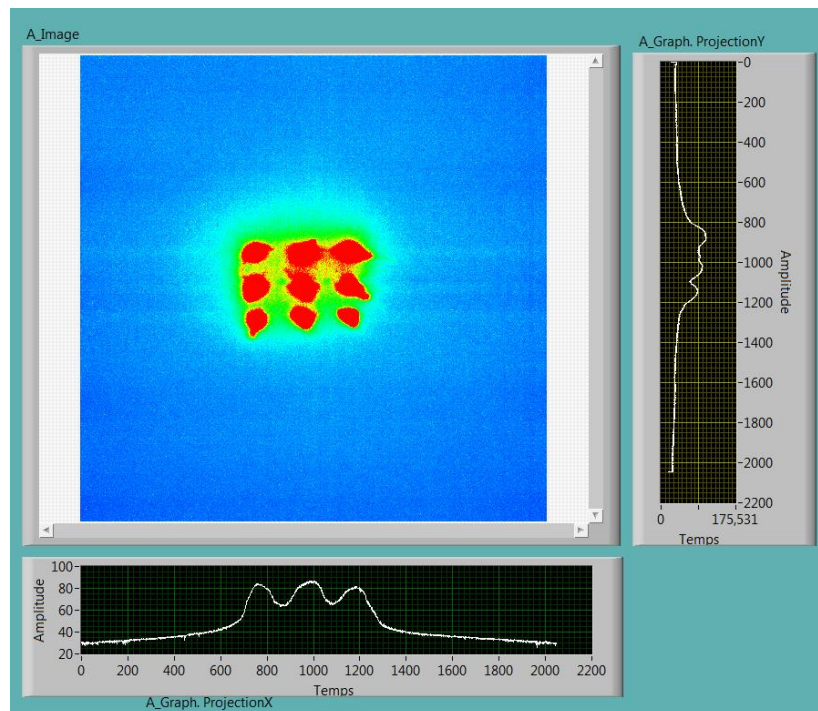 A_Image
A_Graph. ProjectionY
-0
-200
-400
-600
-800
-1000
-1200
-1400
-1600
-1800
-2000
-2200
Amplitude
0 175,531
Temps
100-
80-
60-
40-
20-
Amplitude
0 200 400 600 800 1000 1200 1400 1600 1800 2000 2200
Temps
A_Graph. ProjectionX